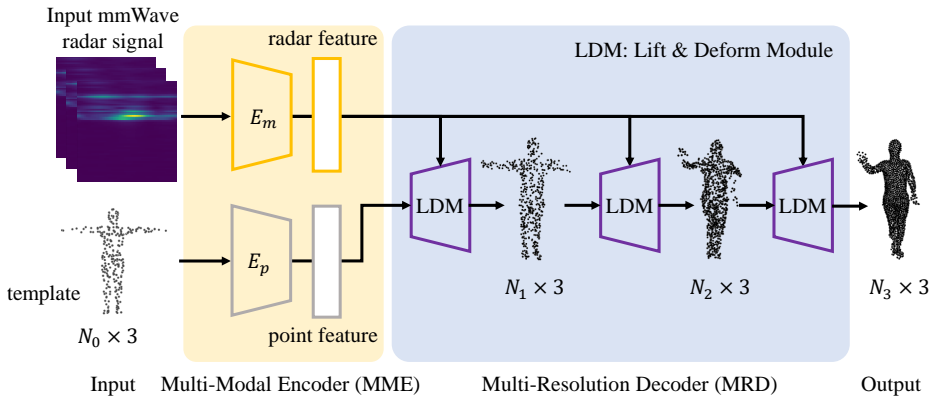 Input mmWave
radar signal
radar feature
LDM: Lift & Deform Module
E_m
LDM
LDM
LDM
E_p
template
N_0 × 3
point feature
N_1 × 3
N_2 × 3
N_3 × 3
Input
Multi-Modal Encoder (MME)
Multi-Resolution Decoder (MRD)
Output